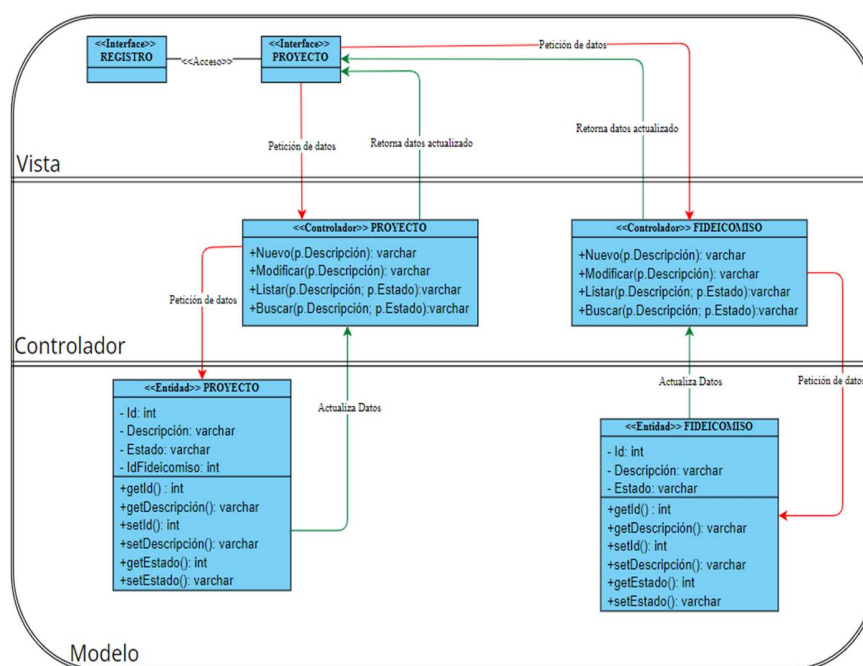 <<Interface>>
REGISTRO
<<Acceso>>
<<Interface>>
PROYECTO
Petición de datos
Petición de datos
Retorna datos actualizado
Retorna datos actualizado
Vista
<<Controlador>> PROYECTO
+Nuevo(p.Descripción): varchar
+Modificar(p.Descripción): varchar
+Listar(p.Descripción; p.Estado):varchar
+Buscar(p.Descripción; p.Estado):varchar
<<Controlador>> FIDEICOMISO
+Nuevo(p.Descripción): varchar
+Modificar(p.Descripción): varchar
+Listar(p.Descripción; p.Estado):varchar
+Buscar(p.Descripción; p.Estado):varchar
Petición de datos
Controlador
Actualiza Datos
Actualiza Datos
Petición de datos
<<Entidad>> PROYECTO
- Id: int
- Descripción: varchar
- Estado: varchar
- IdFideicomiso: int
+getId() : int
+getDescripción(): varchar
+setId(): int
+setDescripción(): varchar
+getEstado(): int
+setEstado(): varchar
<<Entidad>> FIDEICOMISO
- Id: int
- Descripción: varchar
- Estado: varchar
+getId() : int
+getDescripción(): varchar
+setId(): int
+setDescripción(): varchar
+getEstado(): int
+setEstado(): varchar
Modelo